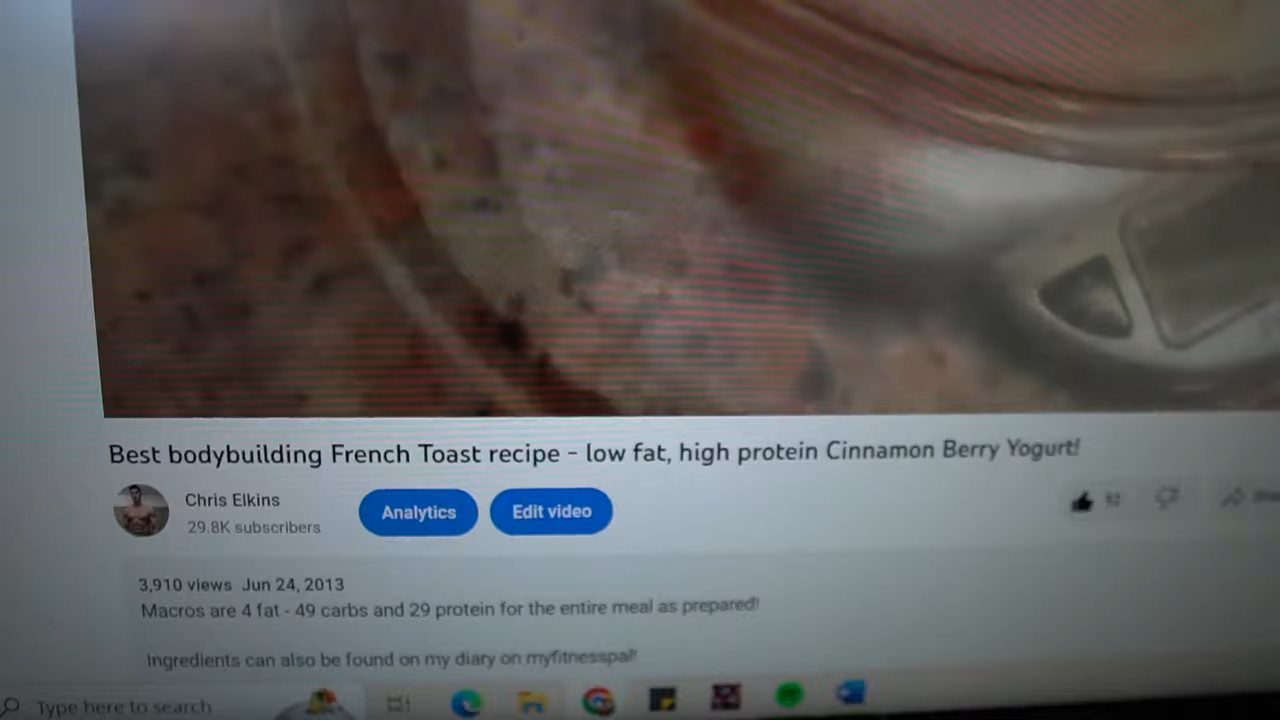 Best bodybuilding French Toast recipe - low fat, high protein Cinnamon Berry Yogurt!
Chris Elkins
29.8K subscribers
Analytics
Edit video
3,910 views Jun 24, 2013
Macros are 4 fat - 49 carbs and 29 protein for the entire meal as prepared!
Ingredients can also be found on my diary on myfitnesspal!
Type here to search